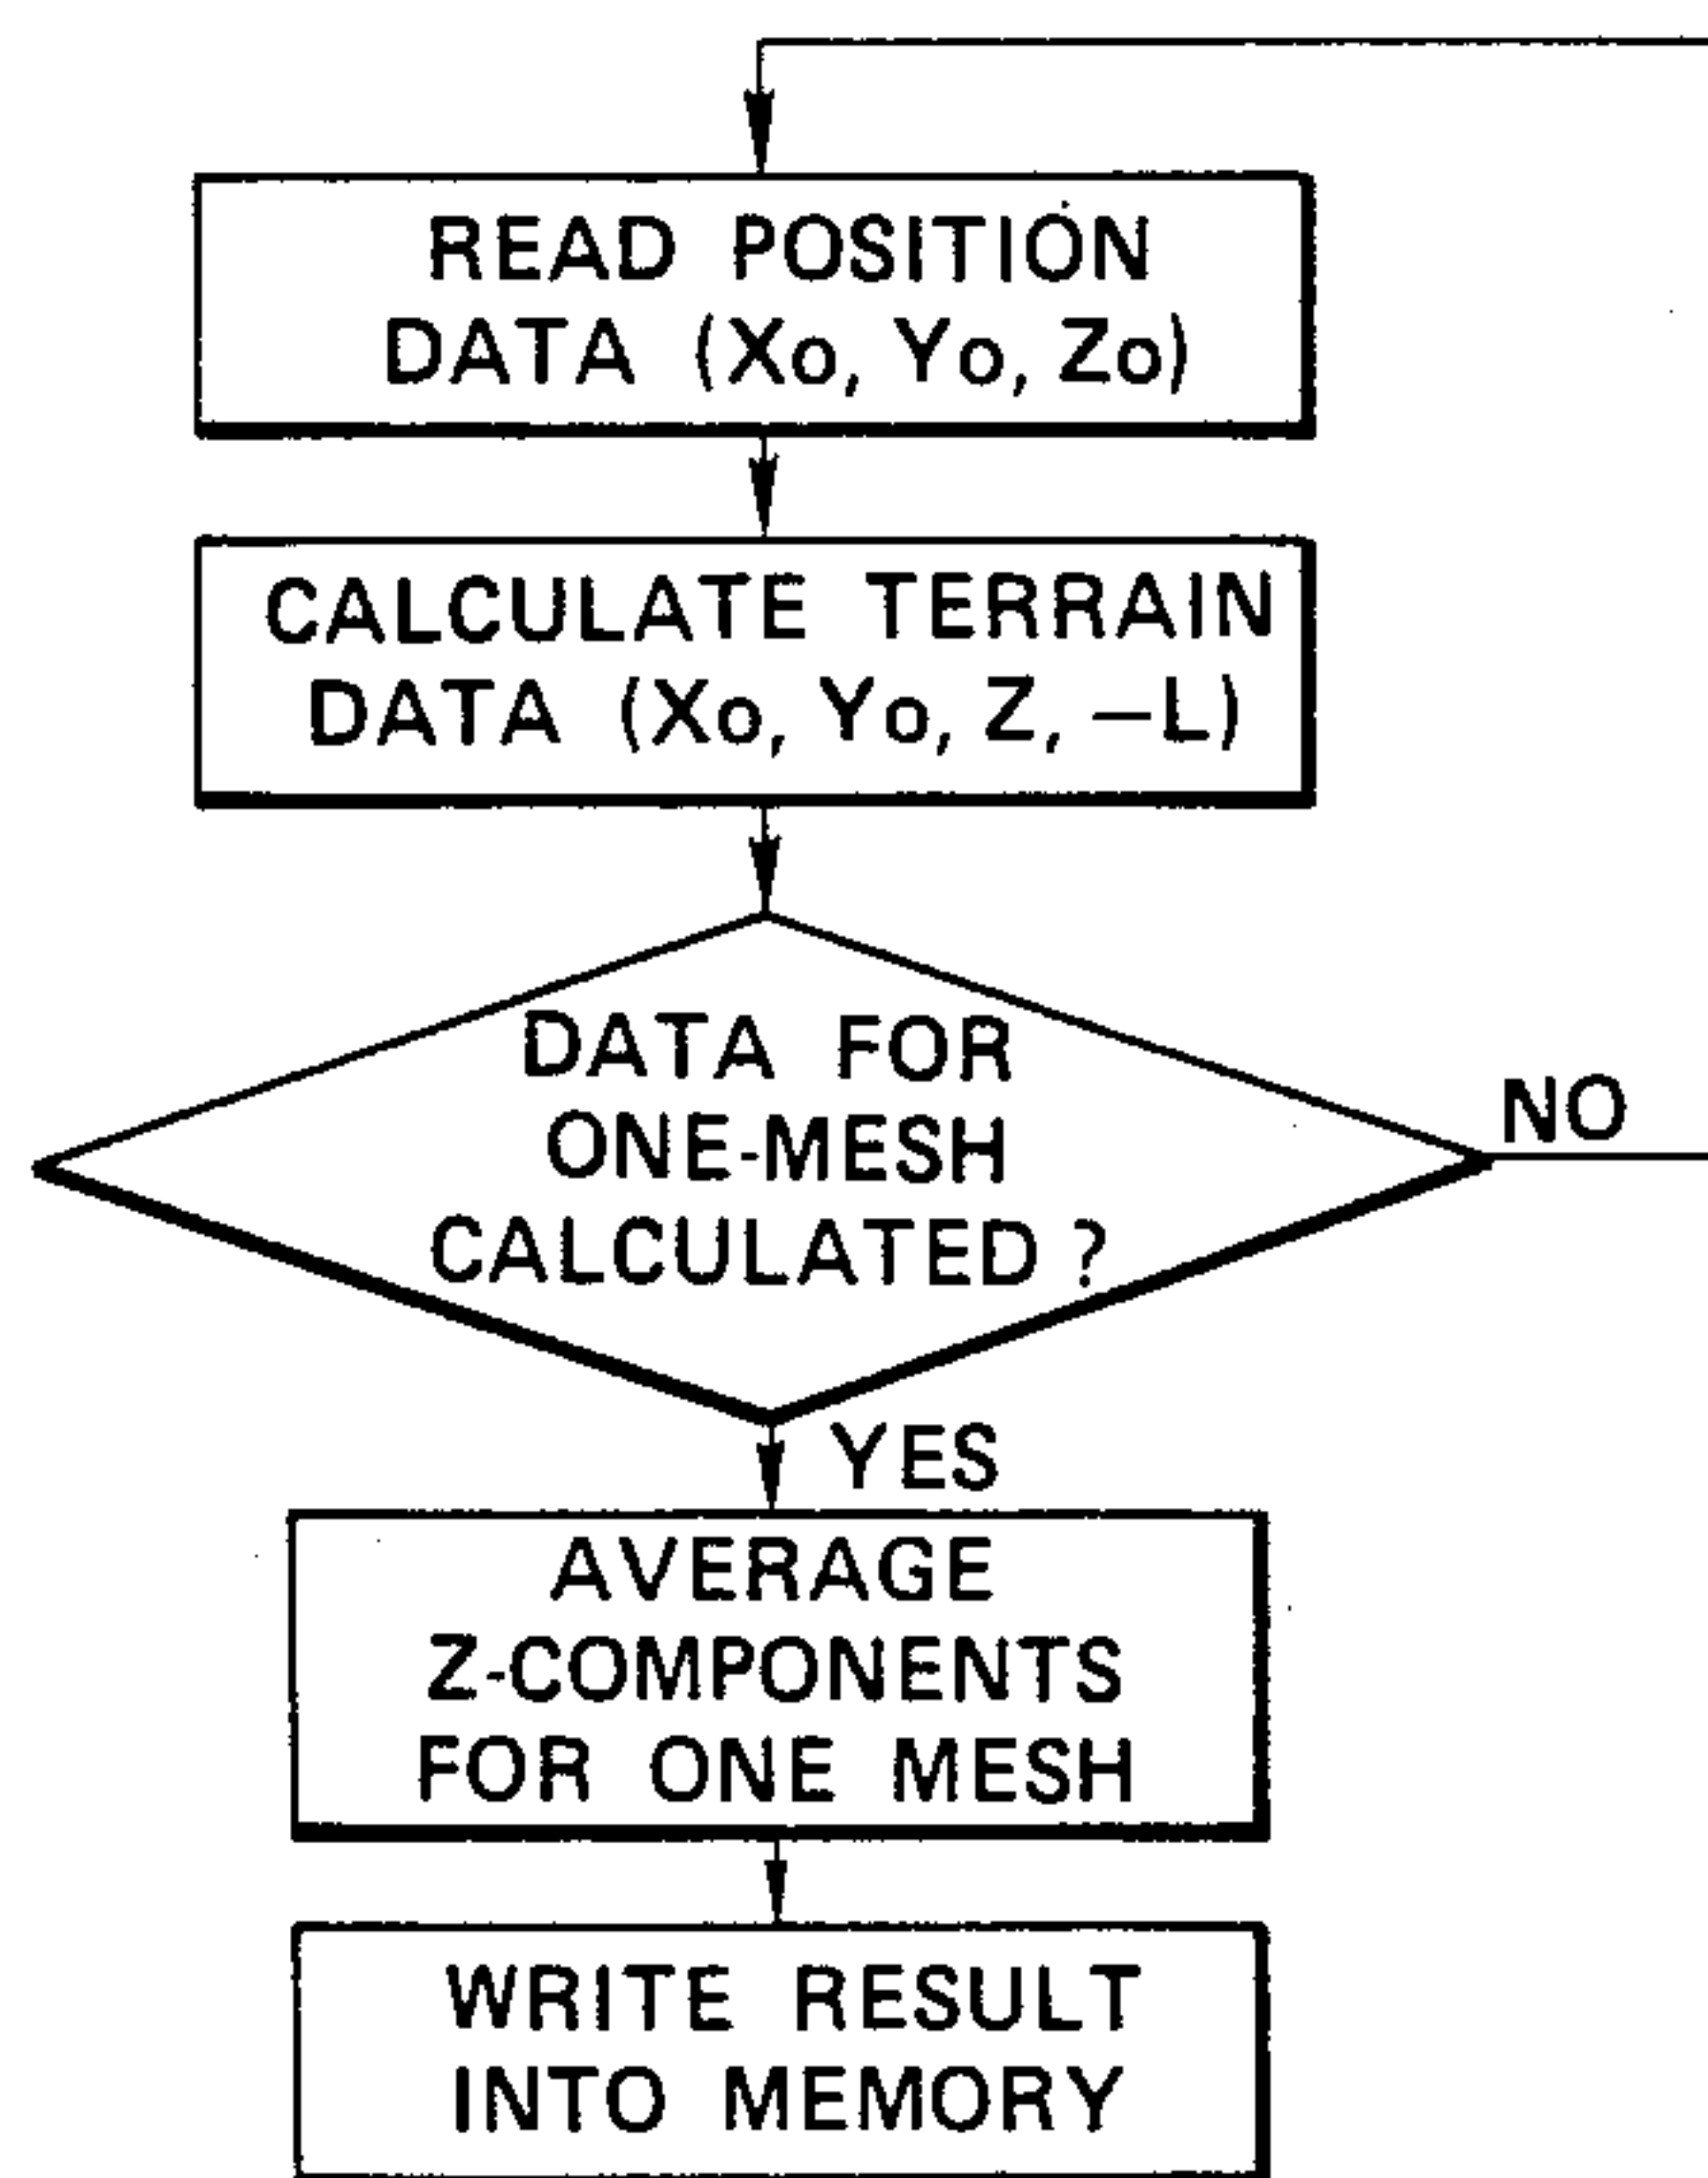 READ POSITION
DATA (Xo, Yo, Zo)
CALCULATE TERRAIN
DATA (Xo, Yo, Z, —L)
DATA FOR
ONE-MESH
CALCULATED ?
NO
YES
AVERAGE
Z-COMPONENTS
FOR ONE MESH
WRITE RESULT
INTO MEMORY